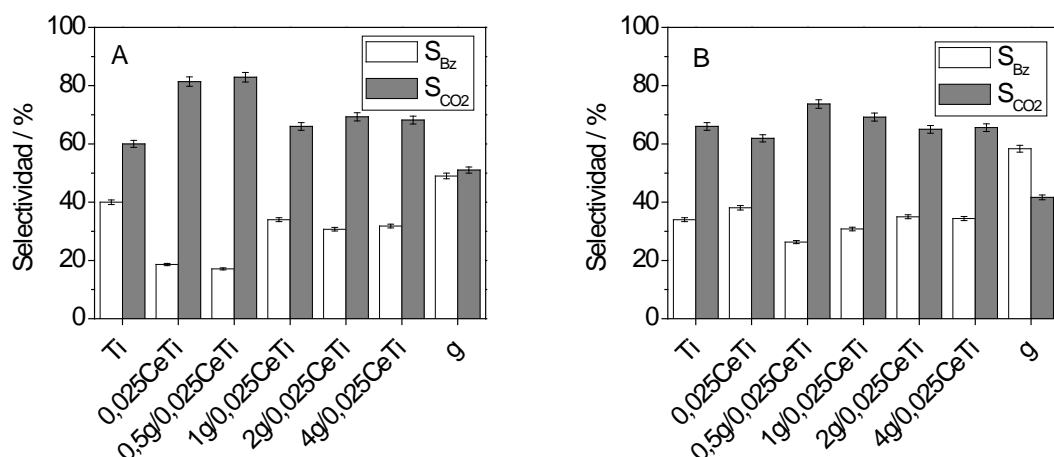 100
80
60
40
20
0
Selectividad / %
A
S_Bz
S_CO2
Ti
0,025CeTi
0,5g/0,025CeTi
1g/0,025CeTi
2g/0,025CeTi
4g/0,025CeTi
g
100
80
60
40
20
0
Selectividad / %
B
S_Bz
S_CO2
Ti
0,025CeTi
0,5g/0,025CeTi
1g/0,025CeTi
2g/0,025CeTi
4g/0,025CeTi
g